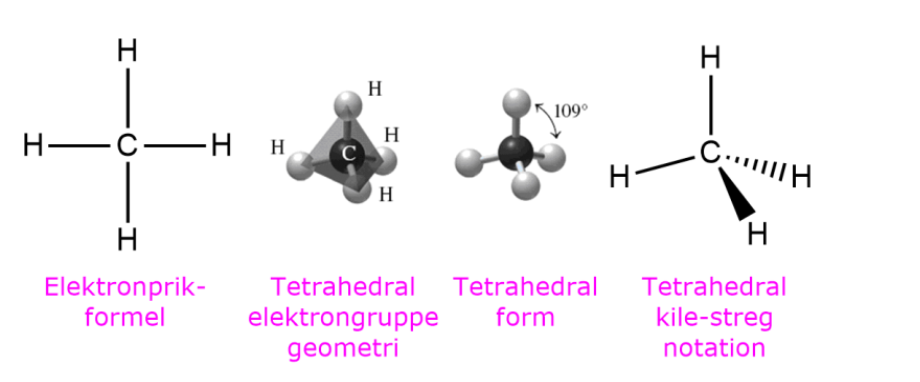 H
H C H
H
H
H
H
C
H
109°
H
C
H
H
H
Elektronprik-
formel
Tetrahedral
elektrongruppe
geometri
Tetrahedral
form
Tetrahedral
kile-streg
notation